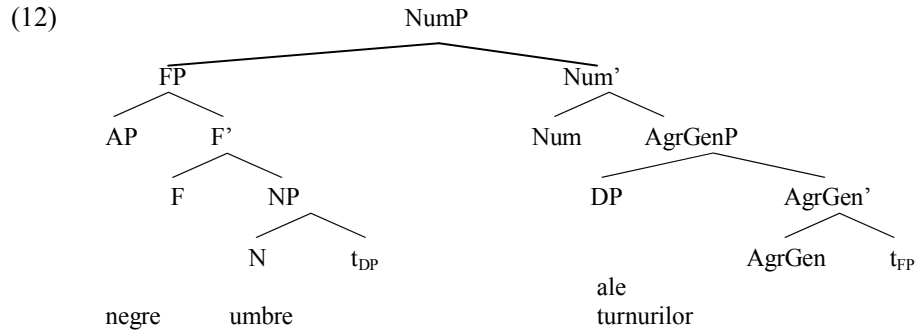 (12) NumP
FP Num’
AP F’ Num AgrGenP
F NP DP AgrGen’
N tDP AgrGen tFP
ale
negre umbre turnurilor